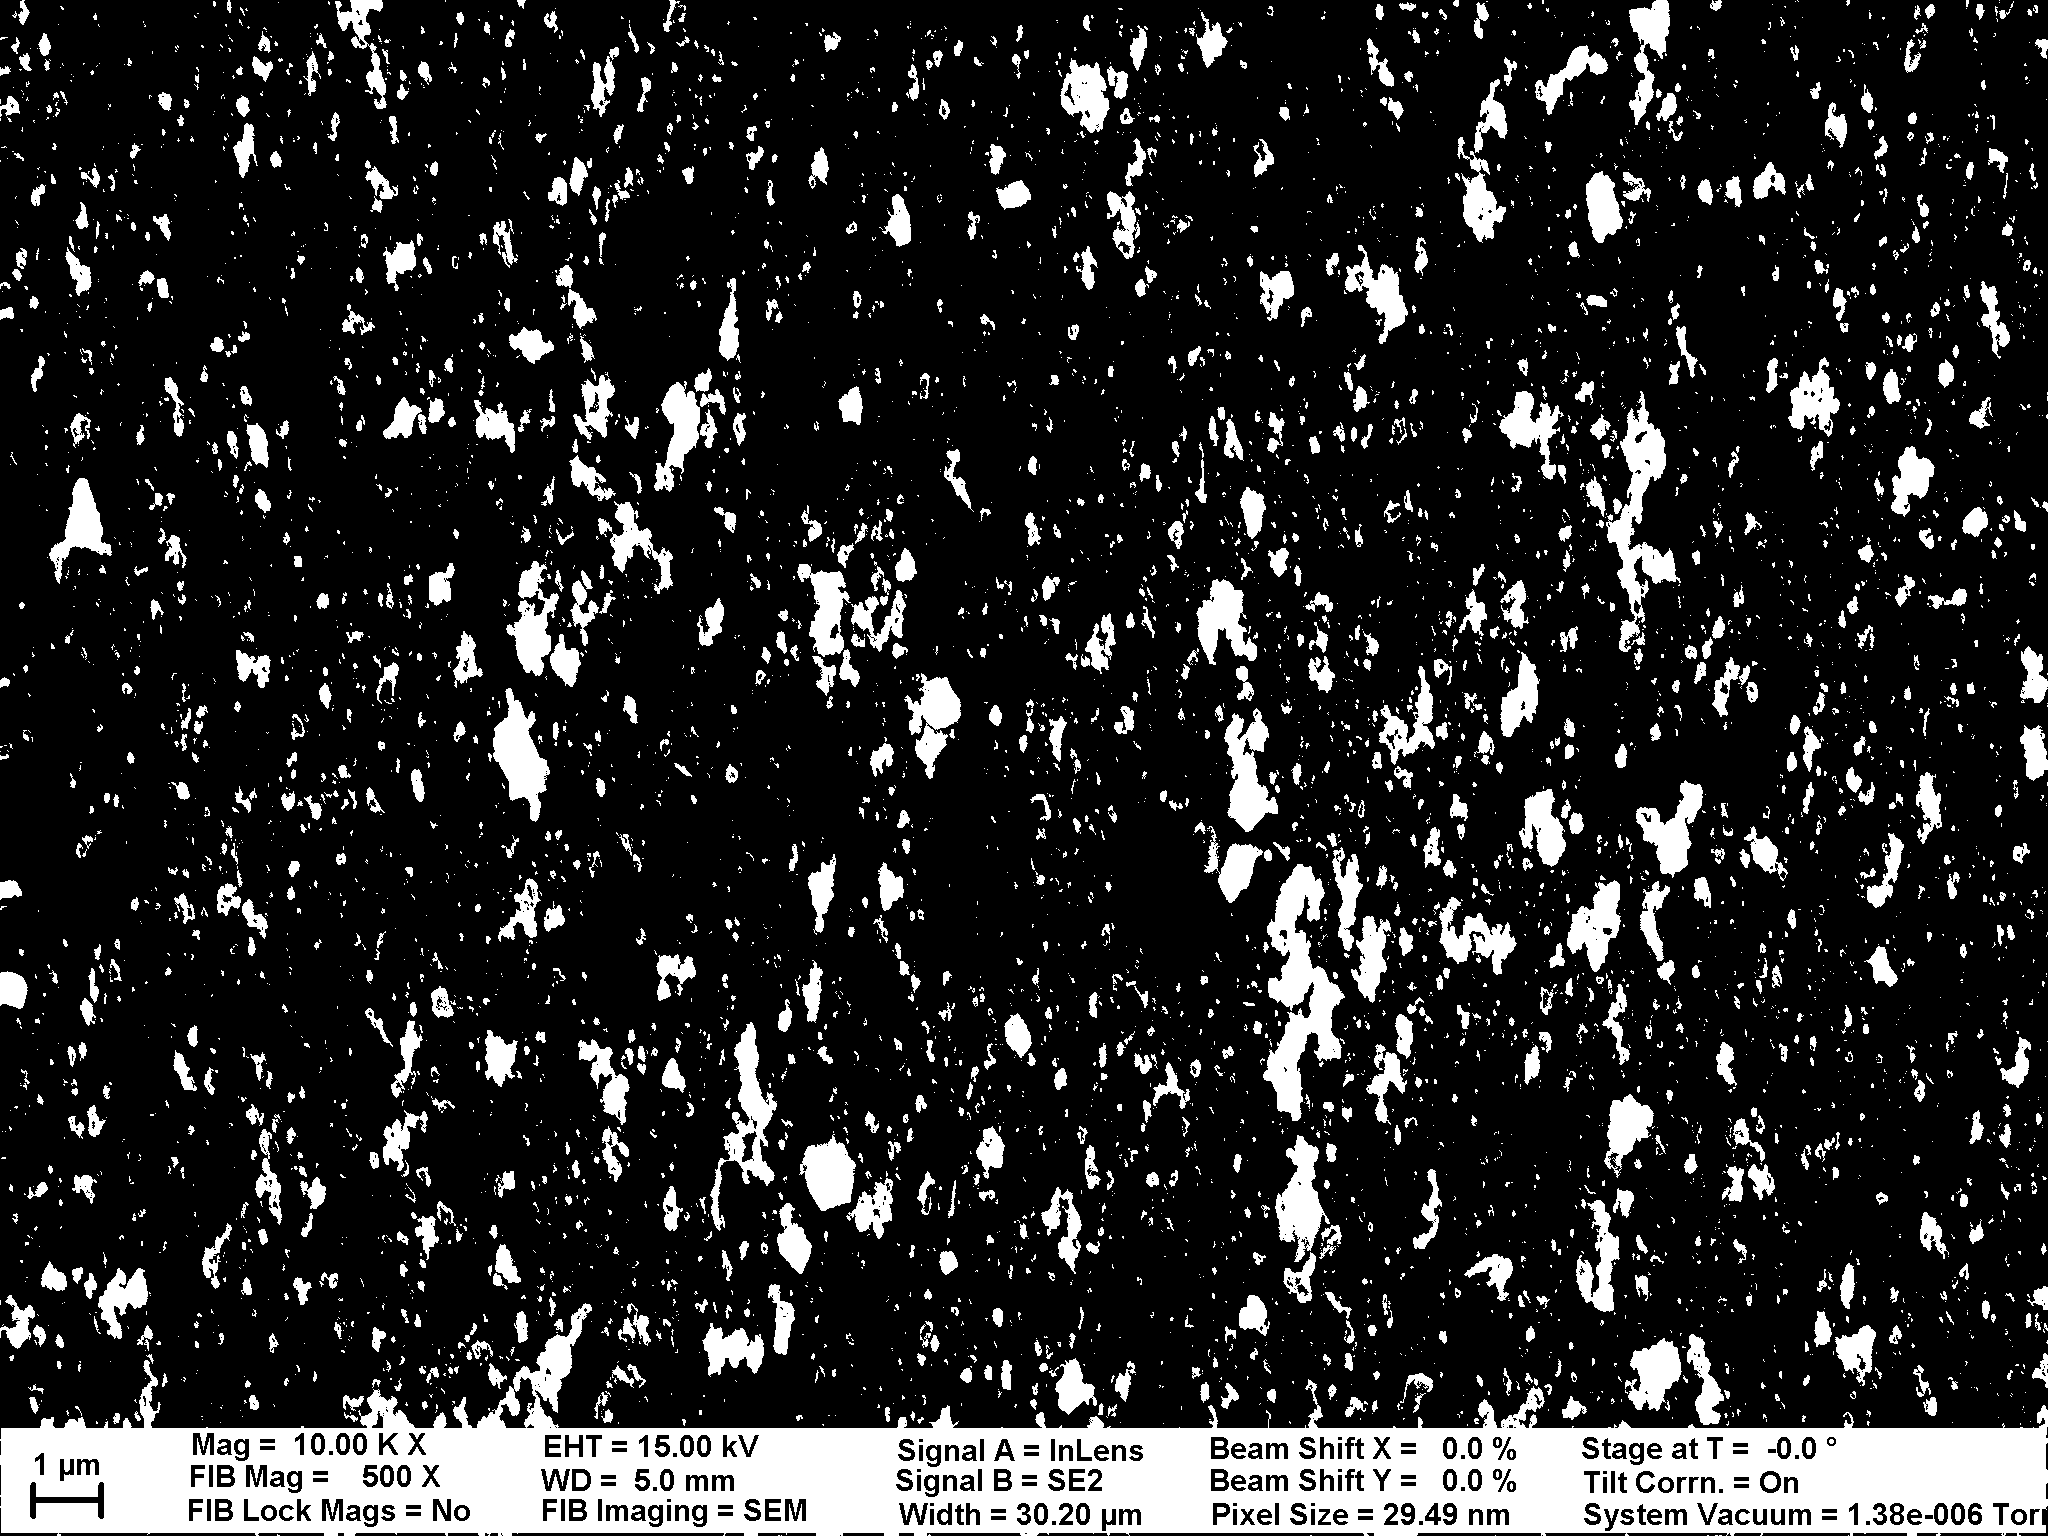 1 µm
Mag = 10.00 K X
FIB Mag = 500 X
FIB Lock Mags = No
EHT = 15.00 kV
WD = 5.0 mm
FIB Imaging = SEM
Signal A = InLens
Signal B = SE2
Width = 30.20 µm
Beam Shift X = 0.0 %
Beam Shift Y = 0.0 %
Pixel Size = 29.49 nm
Stage at T = -0.0 °
Tilt Corrn. = On
System Vacuum = 1.38e-006 Torr